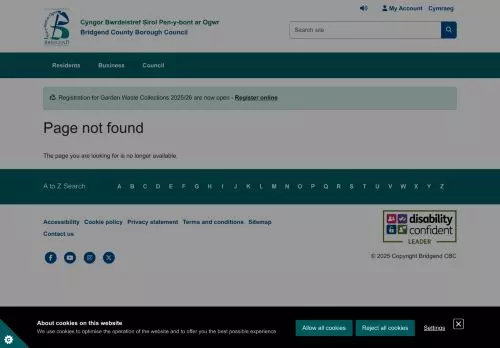 My Account Cymraeg
Cyngor Bwrdeistref Sirol Pen-y-bont ar Ogwr
Bridgend County Borough Council
BRIDGEND
Search site
Residents Business Council
Registration for Garden Waste Collections 2025/26 are now open - Register online
Page not found
The page you are looking for is no longer available.
A to Z Search A B C D E F G H I J K L M N O P Q R S T U V W X Y Z
Accessibility Cookie policy Privacy statement Terms and conditions Sitemap
Contact us
disability
confident
LEADER
© 2025 Copyright Bridgend CBC
About cookies on this website
We use cookies to optimise the operation of the website and to offer you the best possible experience
Allow all cookies Reject all cookies Settings